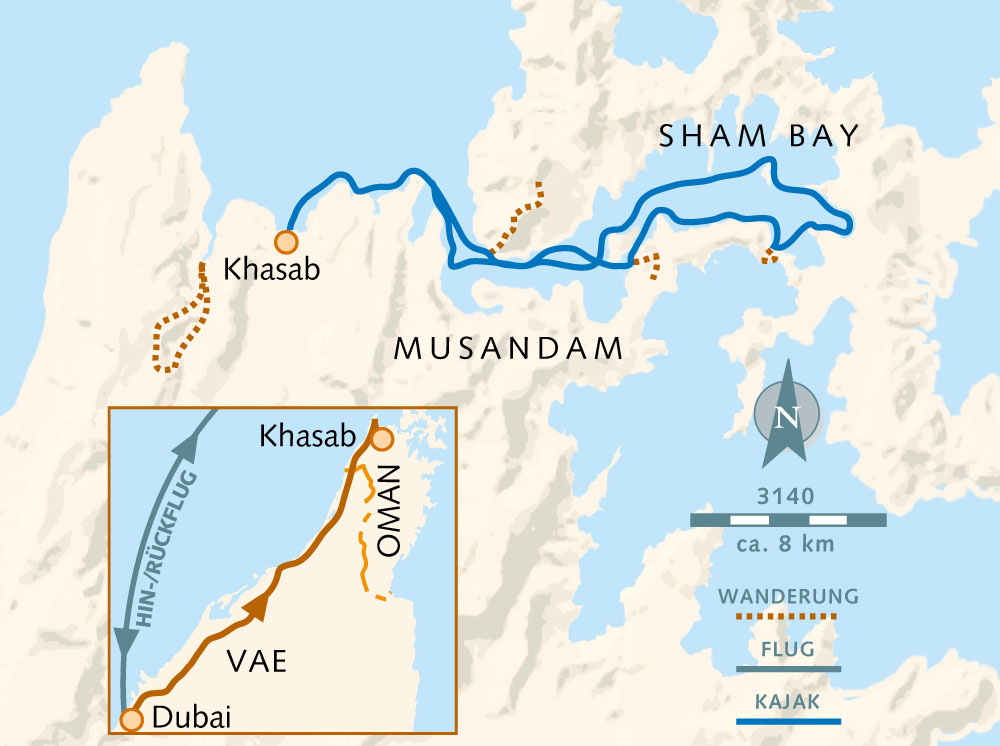 SHAM BAY
Khasab
MUSANDAM
N
3140
ca. 8 km
WANDERUNG
FLUG
KAJAK
Khasab
OMAN
HIN-/RÜCKFLUG
VAE
Dubai